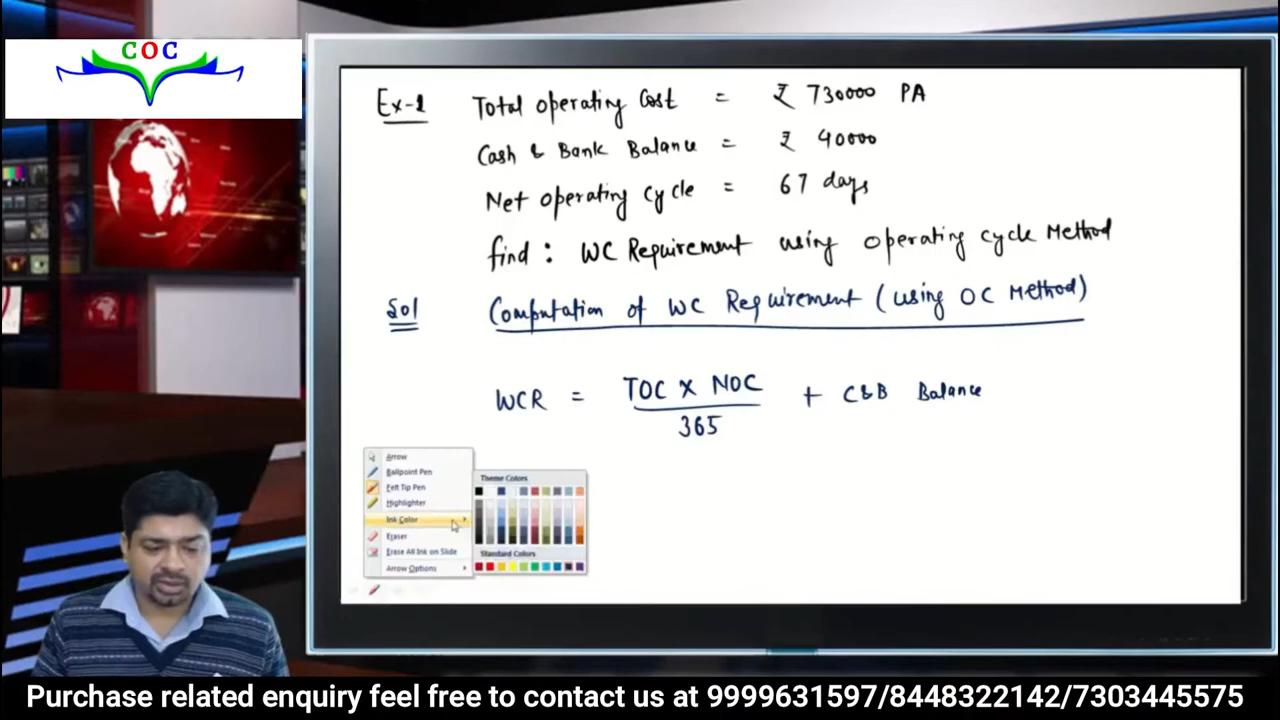 COC
Ex-1 Total operating Cost = ₹ 730000 PA
Cash & Bank Balance = ₹ 40000
Net operating cycle = 67 days
find : WC Requirement using operating cycle Method
Sol Computation of WC Requirement (using OC Method)
WCR = TOC x NOC / 365 + C&B Balance
Arrow
Ballpoint Pen
Felt Tip Pen
Highlighter
Ink Color
Eraser
Erase All Ink on Slide
Arrow Options
Theme Colors
Standard Colors
Purchase related enquiry feel free to contact us at 9999631597/8448322142/7303445575